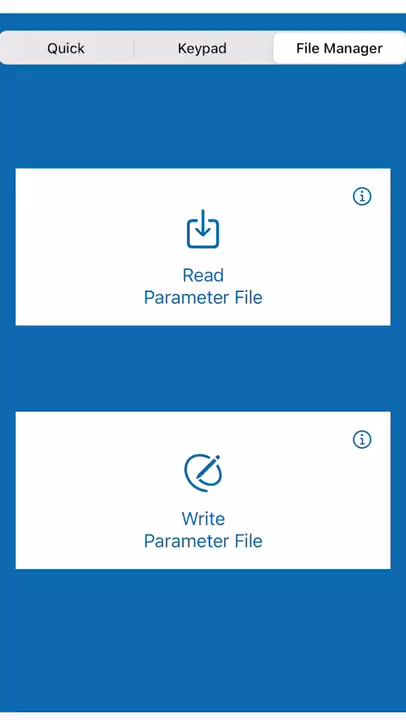 Quick
Keypad
File Manager
Read
Parameter File
Write
Parameter File